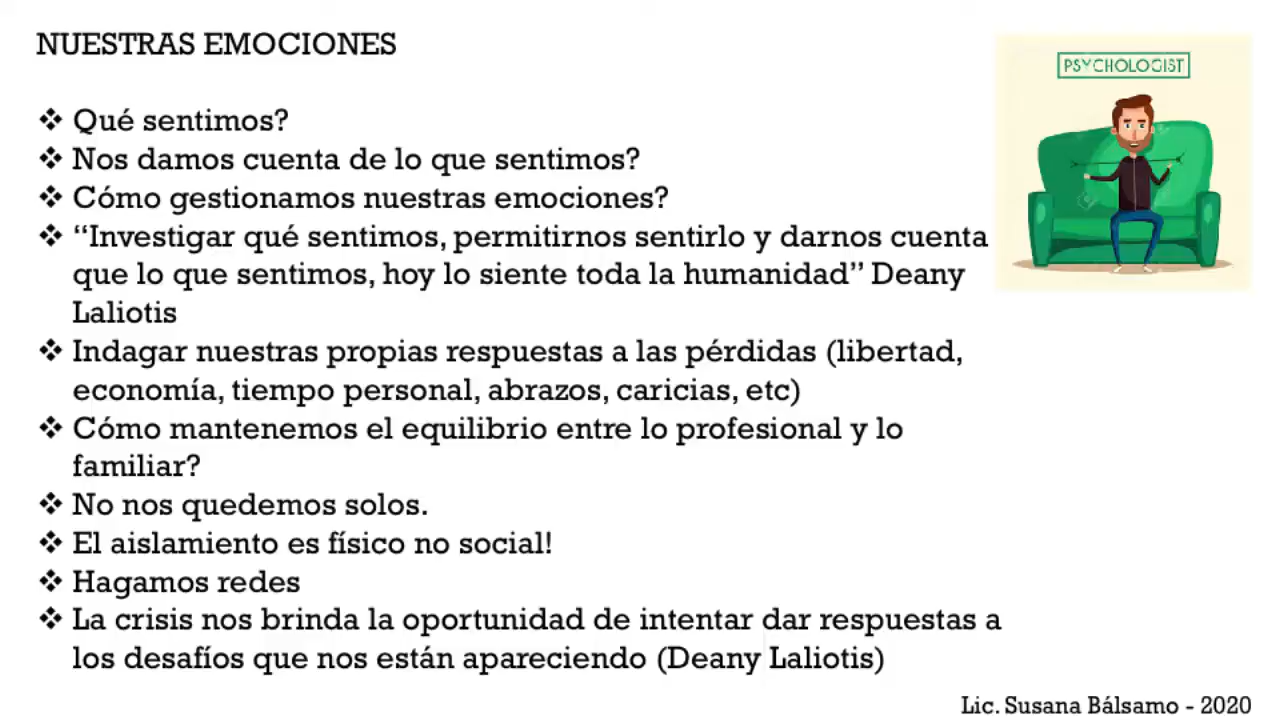 NUESTRAS EMOCIONES
PSYCHOLOGIST
❖ Qué sentimos?
❖ Nos damos cuenta de lo que sentimos?
❖ Cómo gestionamos nuestras emociones?
❖ “Investigar qué sentimos, permitirnos sentirlo y darnos cuenta
que lo que sentimos, hoy lo siente toda la humanidad” Deany
Laliotis
❖ Indagar nuestras propias respuestas a las pérdidas (libertad,
economía, tiempo personal, abrazos, caricias, etc)
❖ Cómo mantenemos el equilibrio entre lo profesional y lo
familiar?
❖ No nos quedemos solos.
❖ El aislamiento es físico no social!
❖ Hagamos redes
❖ La crisis nos brinda la oportunidad de intentar dar respuestas a
los desafíos que nos están apareciendo (Deany Laliotis)
Lic. Susana Bálsamo - 2020